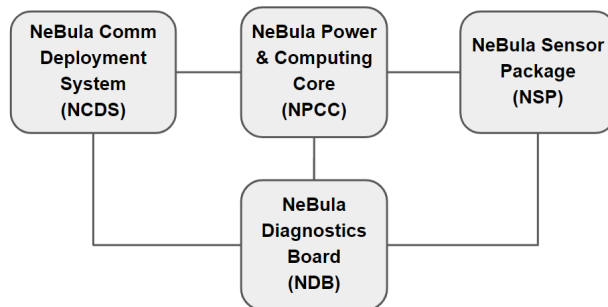 NeBula Comm
Deployment
System
(NCDS)
NeBula Power
& Computing
Core
(NPCC)
NeBula Sensor
Package
(NSP)
NeBula
Diagnostics
Board
(NDB)